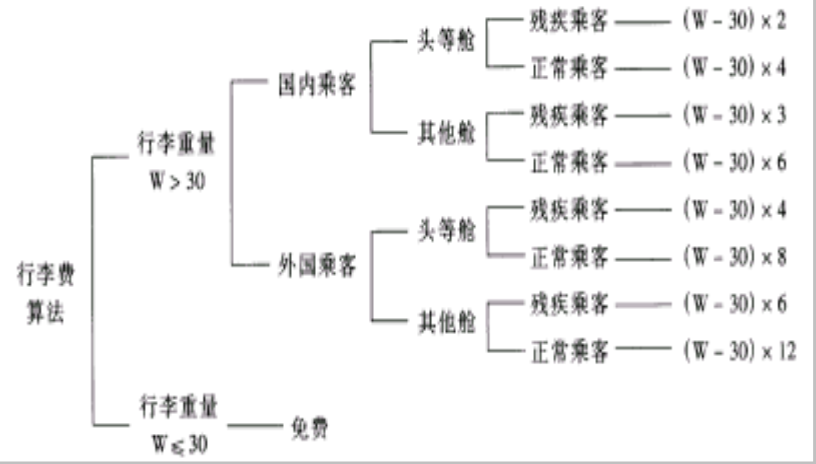 残疾乘客 (W - 30) × 2
头等舱
正常乘客 (W - 30) × 4
国内乘客
残疾乘客 (W - 30) × 3
其他舱
行李重量
W > 30
正常乘客 (W - 30) × 6
残疾乘客 (W - 30) × 4
头等舱
正常乘客 (W - 30) × 8
外国乘客
行李费
算法
残疾乘客 (W - 30) × 6
其他舱
正常乘客 (W - 30) × 12
行李重量
W ⩽ 30
免费